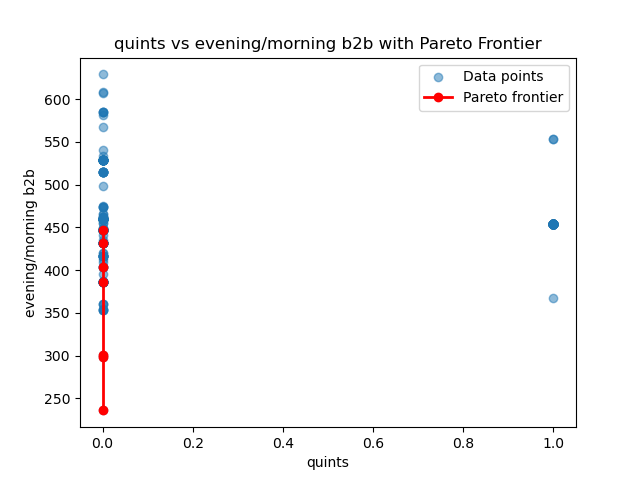 quints vs evening/morning b2b with Pareto Frontier
Data points
Pareto frontier
evening/morning b2b
600
550
500
450
400
350
300
250
0.0 0.2 0.4 0.6 0.8 1.0
quints